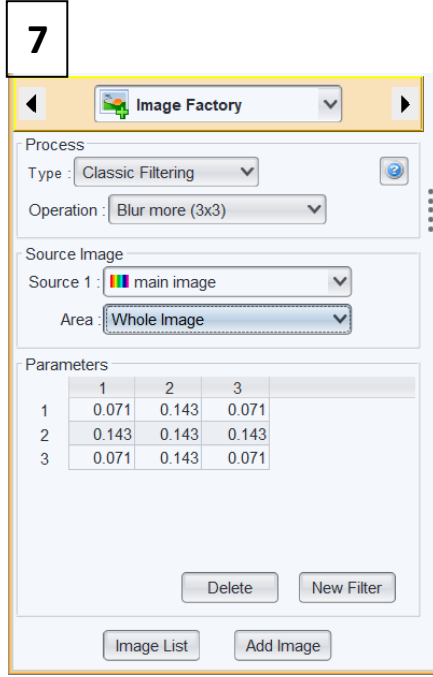 7
Image Factory
Process
Type : Classic Filtering
Operation : Blur more (3x3)
Source Image
Source 1 : main image
Area : Whole Image
Parameters
1 2 3
1 0.071 0.143 0.071
2 0.143 0.143 0.143
3 0.071 0.143 0.071
Delete New Filter
Image List Add Image